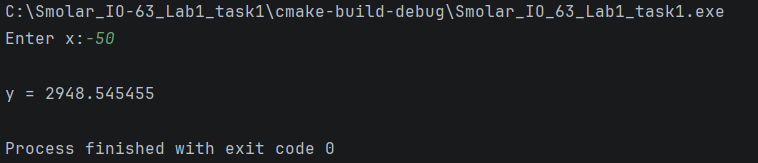 C:\Smolar_IO-63_Lab1_task1\cmake-build-debug\Smolar_IO_63_Lab1_task1.exe
Enter x:-50
y = 2948.545455
Process finished with exit code 0